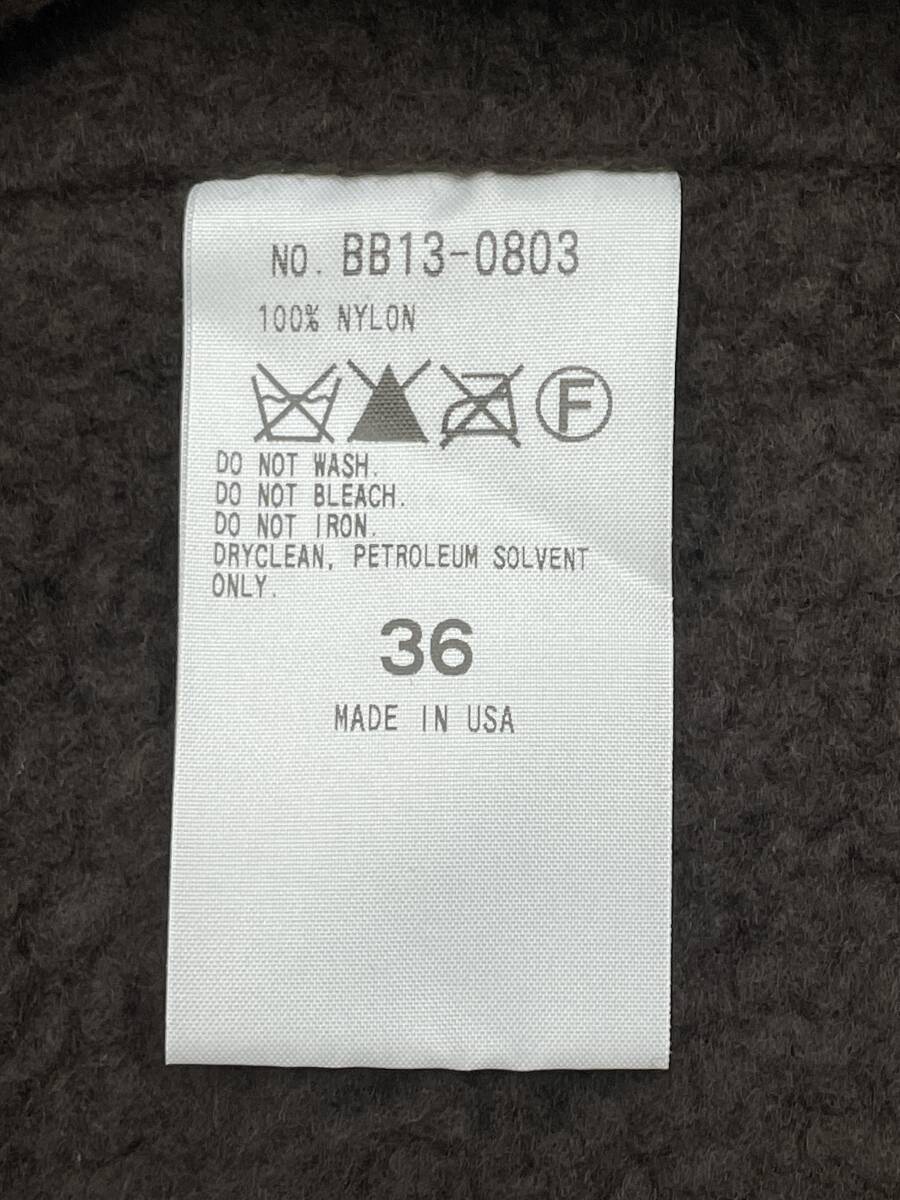 NO. BB13-0803
100% NYLON
F
DO NOT WASH.
DO NOT BLEACH.
DO NOT IRON.
DRYCLEAN, PETROLEUM SOLVENT
ONLY.
36
MADE IN USA